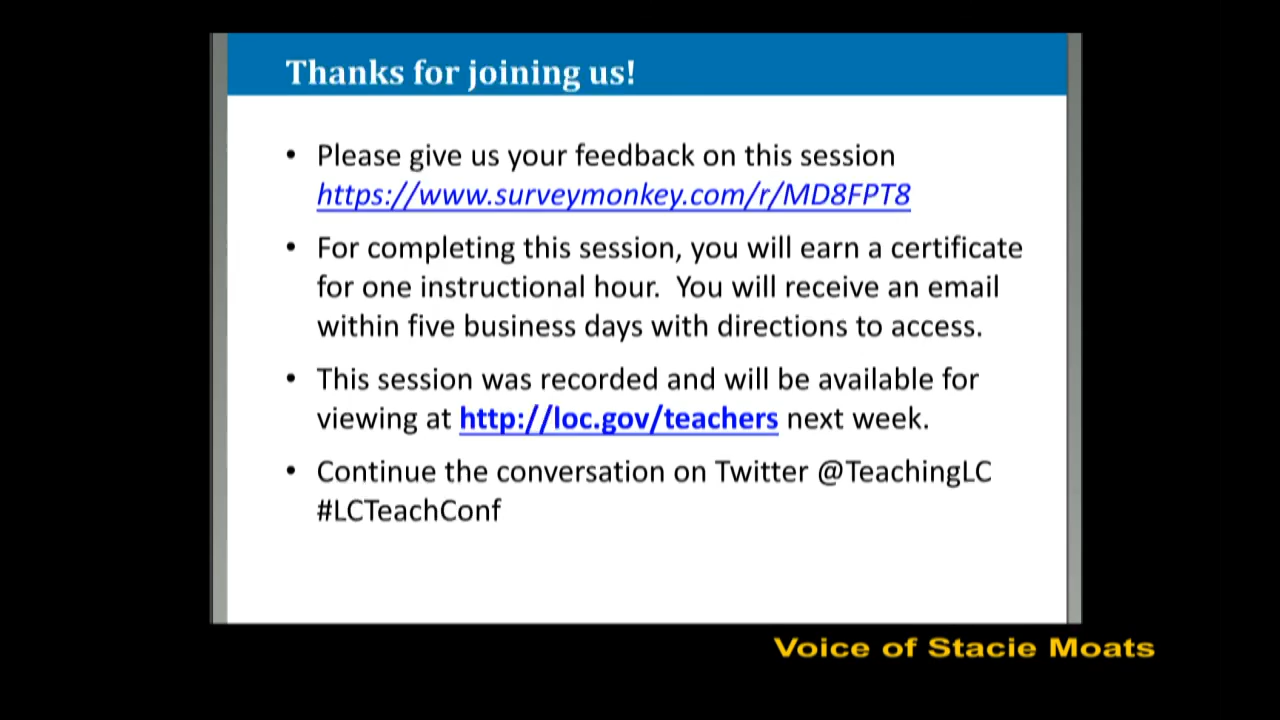 Thanks for joining us!
• Please give us your feedback on this session
https://www.surveymonkey.com/r/MD8FPT8
• For completing this session, you will earn a certificate
for one instructional hour.  You will receive an email
within five business days with directions to access.
• This session was recorded and will be available for
viewing at http://loc.gov/teachers next week.
• Continue the conversation on Twitter @TeachingLC
#LCTeachConf
Voice of Stacie Moats